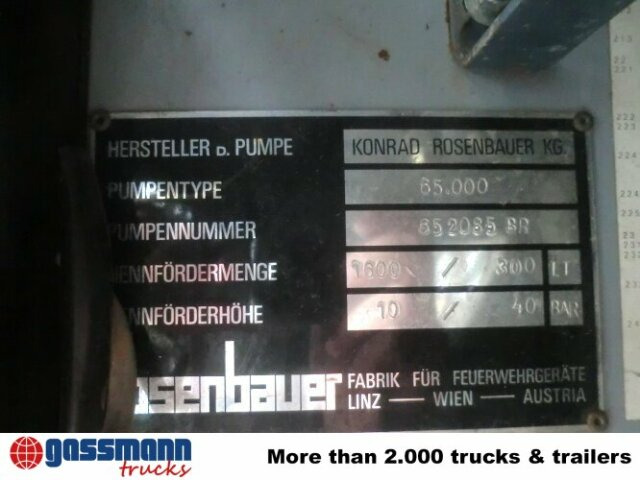 HERSTELLER D. PUMPE KONRAD ROSENBAUER KG.
PUMPENTYPE 65.000
PUMPENNUMMER 652085 BR
NENNFÖRDERMENGE 1600 / 300 LT
NENNFÖRDERHÖHE 10 / 40 BAR
rosenbauer FABRIK FÜR FEUERWEHRGERÄTE
LINZ — WIEN — AUSTRIA
gassmann
trucks
More than 2.000 trucks & trailers